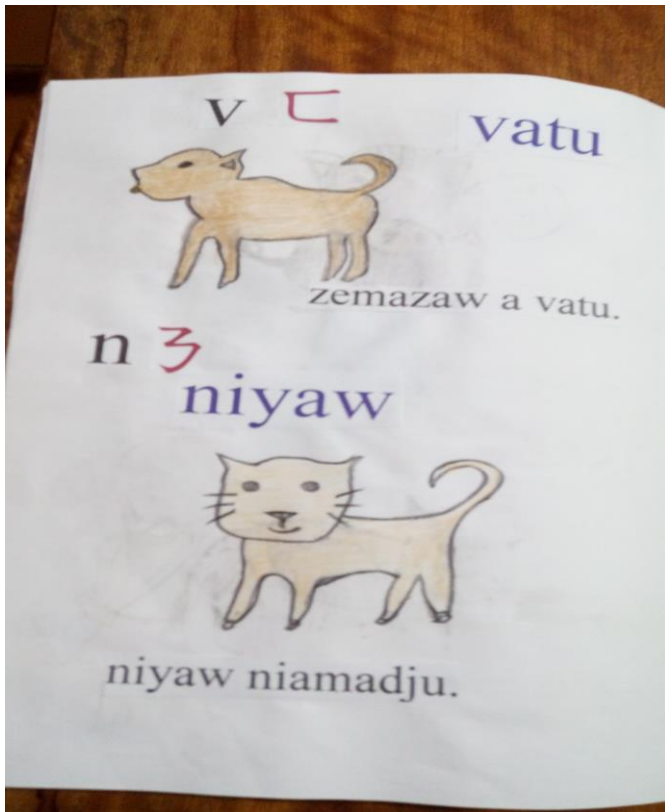 v ㄈ vatu
zemazaw a vatu.
n ㄋ
niyaw
niyaw niamadju.